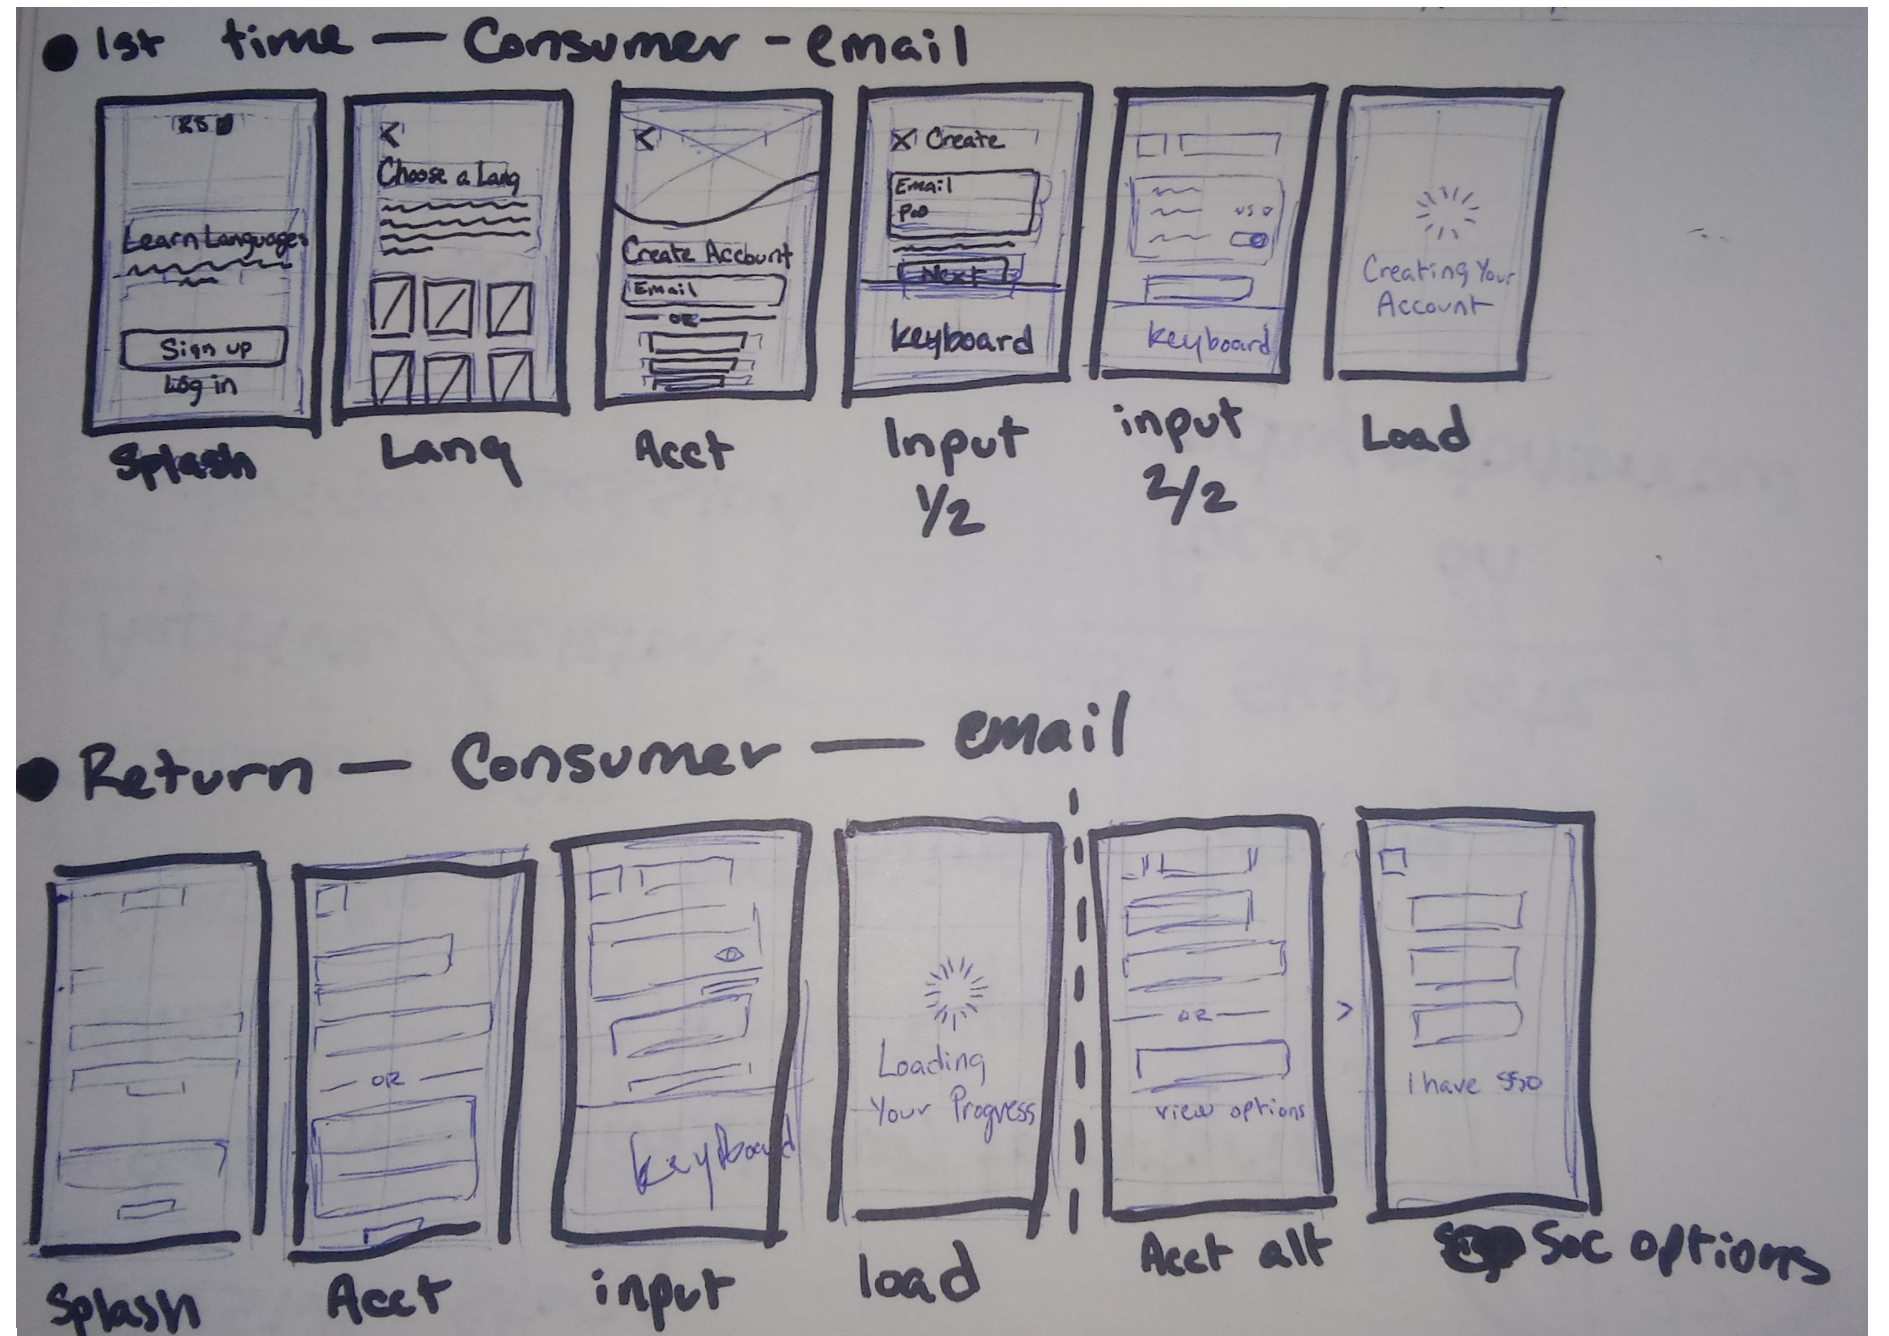 1st time — Consumer - email
RS
Learn Languages
Sign up
Log in
Splash
Choose a Lang
Lang
Create Account
Email
OR
Acct
X Create
Email
Next
Keyboard
Input
1/2
US
Keyboard
input
2/2
Creating Your
Account
Load
Return — Consumer — email
Splash
OR
Acct
Keyboard
input
Loading
Your Progress
load
OR
view options
Acct alt
>
I have SSO
Soc options